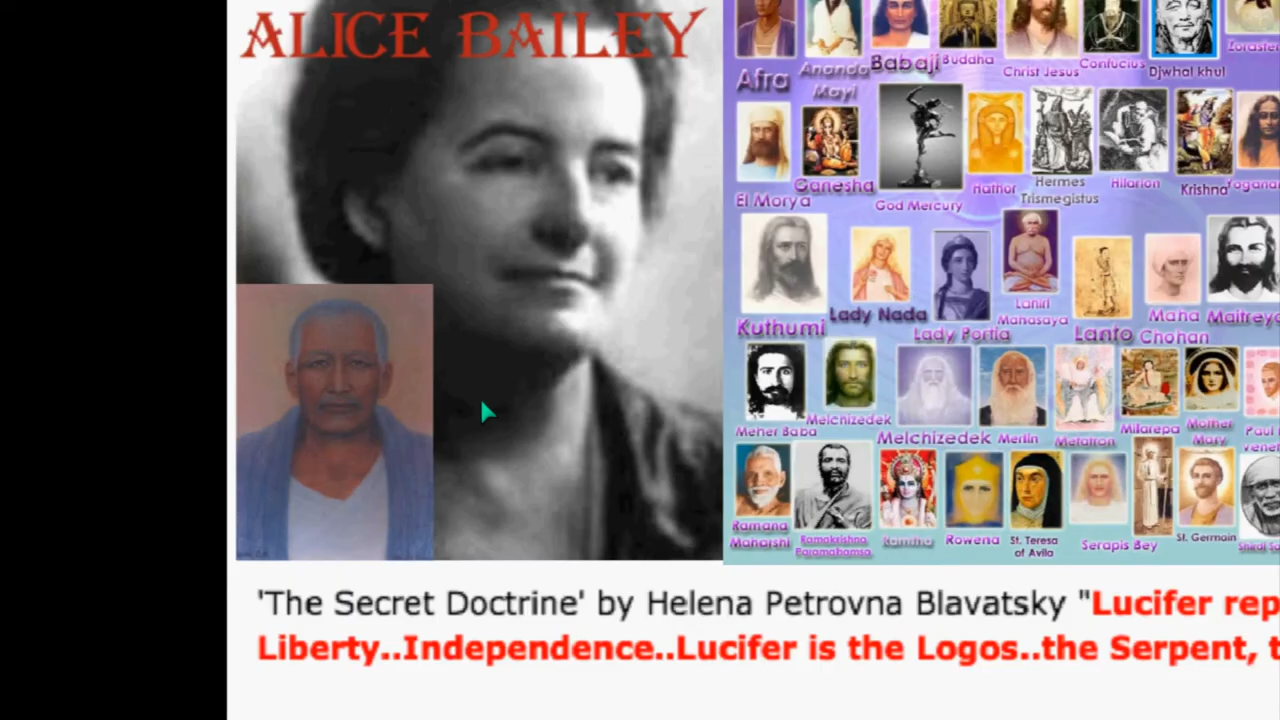 ALICE BAILEY
Afra
Ananda
Mayi
Babaji
Buddha
Christ Jesus
Confucius
Djwhal khul
El Morya
Ganesha
God Mercury
Hathor
Hermes
Trismegistus
Hilarion
Krishna
Kuthumi
Lady Nada
Lady Portia
Lahiri
Manasaya
Lanto
Maha
Chohan
Maitreya
Meher Baba
Melchizedek
Melchizedek
Merlin
Metatron
Milarepa
Mother
Mary
Paul
Ramana
Maharshi
Ramakrishna
Paramahamsa
Rowena
St. Teresa
of Avila
Serapis Bey
St. Germain
'The Secret Doctrine' by Helena Petrovna Blavatsky "Lucifer rep
Liberty..Independence..Lucifer is the Logos..the Serpent, t